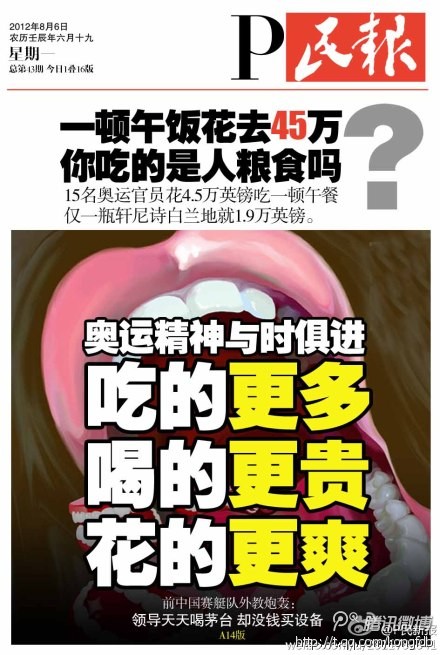 2012年8月6日
农历壬辰年六月十九
星期一
总第43期 今日1叠16版
P民報
一顿午饭花去45万
你吃的是人粮食吗?
15名奥运官员花4.5万英镑吃一顿午餐
仅一瓶轩尼诗白兰地就1.9万英镑。
奥运精神与时俱进
吃的更多
喝的更贵
花的更爽
前中国赛艇队外教炮轰:
领导天天喝茅台 却没钱买设备
A14版
腾讯微博